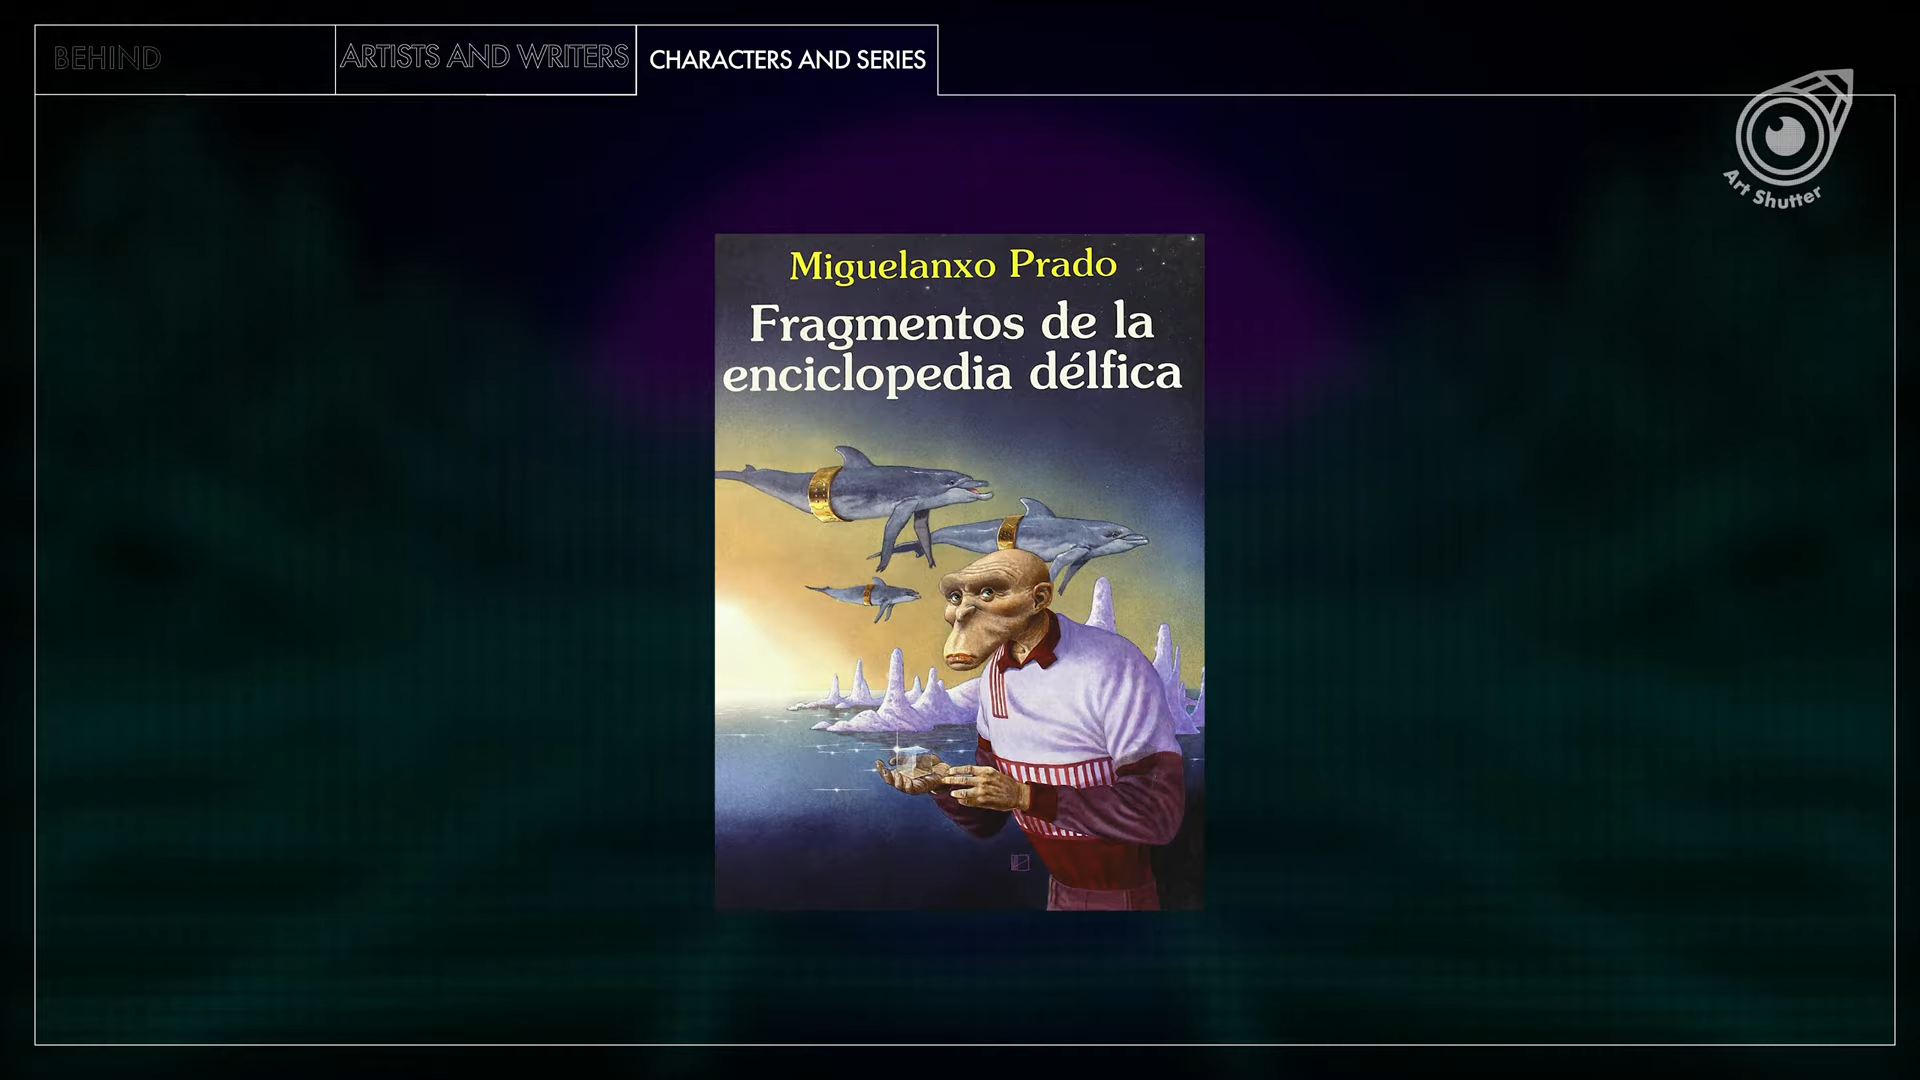 BEHIND
ARTISTS AND WRITERS
CHARACTERS AND SERIES
Art Shutter
Miguelanxo Prado
Fragmentos de la
enciclopedia délfica